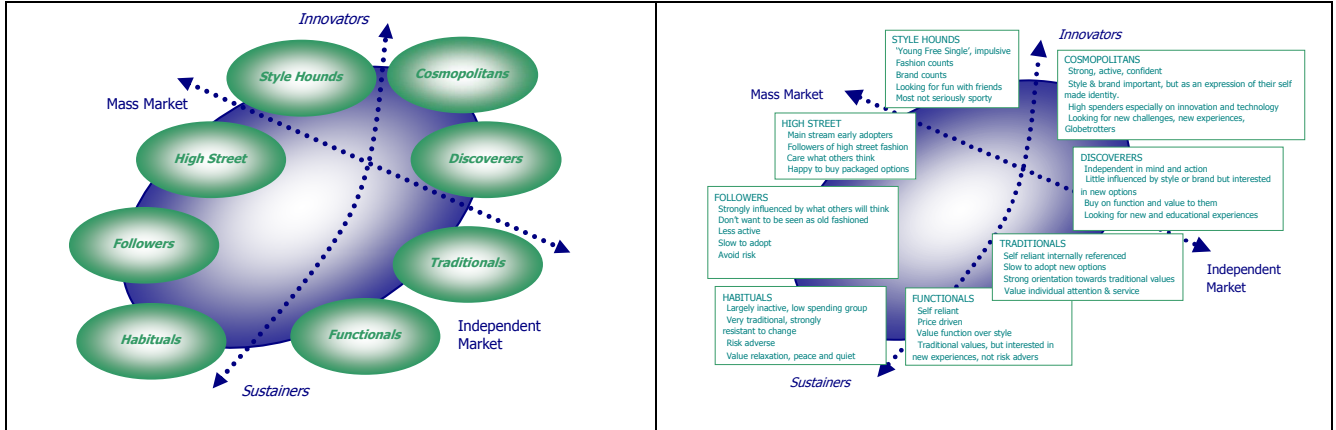 Innovators
Style Hounds
Cosmopolitans
Mass Market
High Street
Discoverers
Followers
Traditionals
Habituals
Functionals
Independent
Market
Sustainers
Innovators
STYLE HOUNDS
'Young Free Single', impulsive
Fashion counts
Brand counts
Looking for fun with friends
Most not seriously sporty
COSMOPOLITANS
Strong, active, confident
Style & brand important, but as an expression of their self
made identity.
High spenders especially on innovation and technology
Looking for new challenges, new experiences,
Globetrotters
Mass Market
HIGH STREET
Main stream early adopters
Followers of high street fashion
Care what others think
Happy to buy packaged options
DISCOVERERS
Independent in mind and action
Little influenced by style or brand but interested
in new options
Buy on function and value to them
Looking for new and educational experiences
FOLLOWERS
Strongly influenced by what others will think
Don't want to be seen as old fashioned
Less active
Slow to adopt
Avoid risk
TRADITIONALS
Self reliant internally referenced
Slow to adopt new options
Strong orientation towards traditional values
Value individual attention & service
Independent
Market
HABITUALS
Largely inactive, low spending group
Very traditional, strongly
resistant to change
Risk adverse
Value relaxation, peace and quiet
FUNCTIONALS
Self reliant
Price driven
Value function over style
Traditional values, but interested in
new experiences, not risk advers
Sustainers